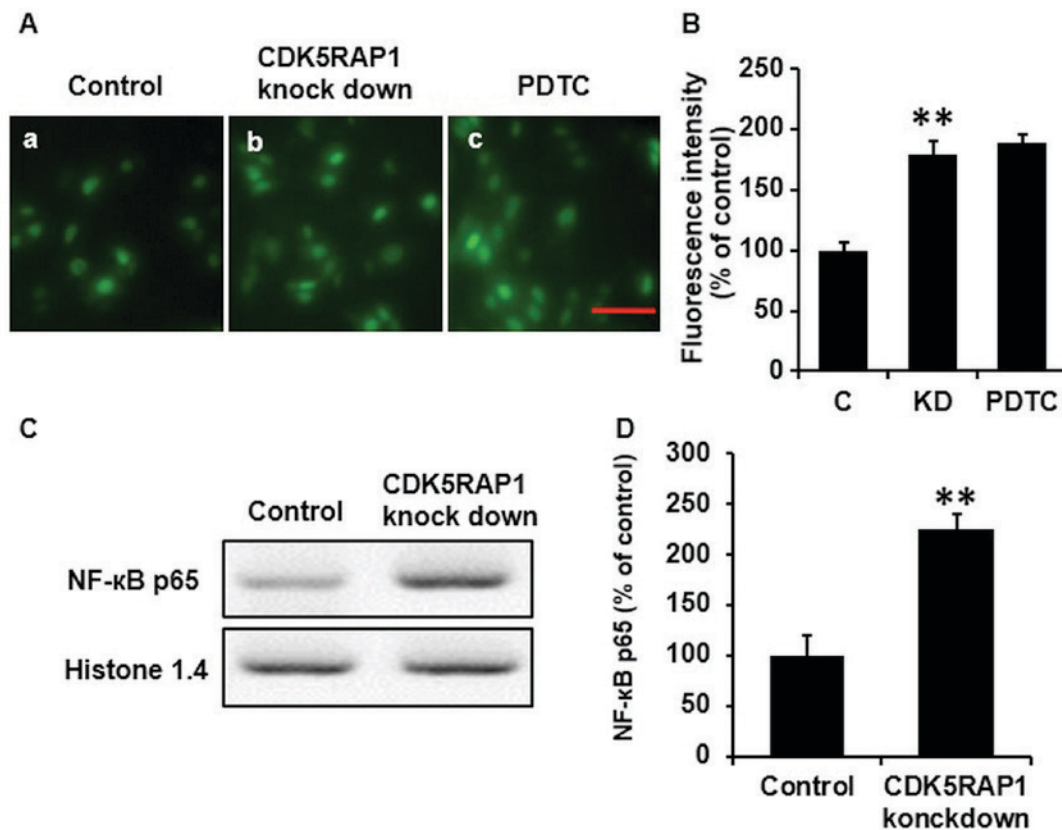 A
Control
CDK5RAP1
knock down
PDTC
a
b
c
B
Fluorescence intensity
(% of control)
250
200
150
100
50
0
**
C
KD
PDTC
C
Control
CDK5RAP1
knock down
NF-κB p65
Histone 1.4
D
NF-κB p65 (% of control)
300
250
200
150
100
50
0
**
Control
CDK5RAP1
konckdown